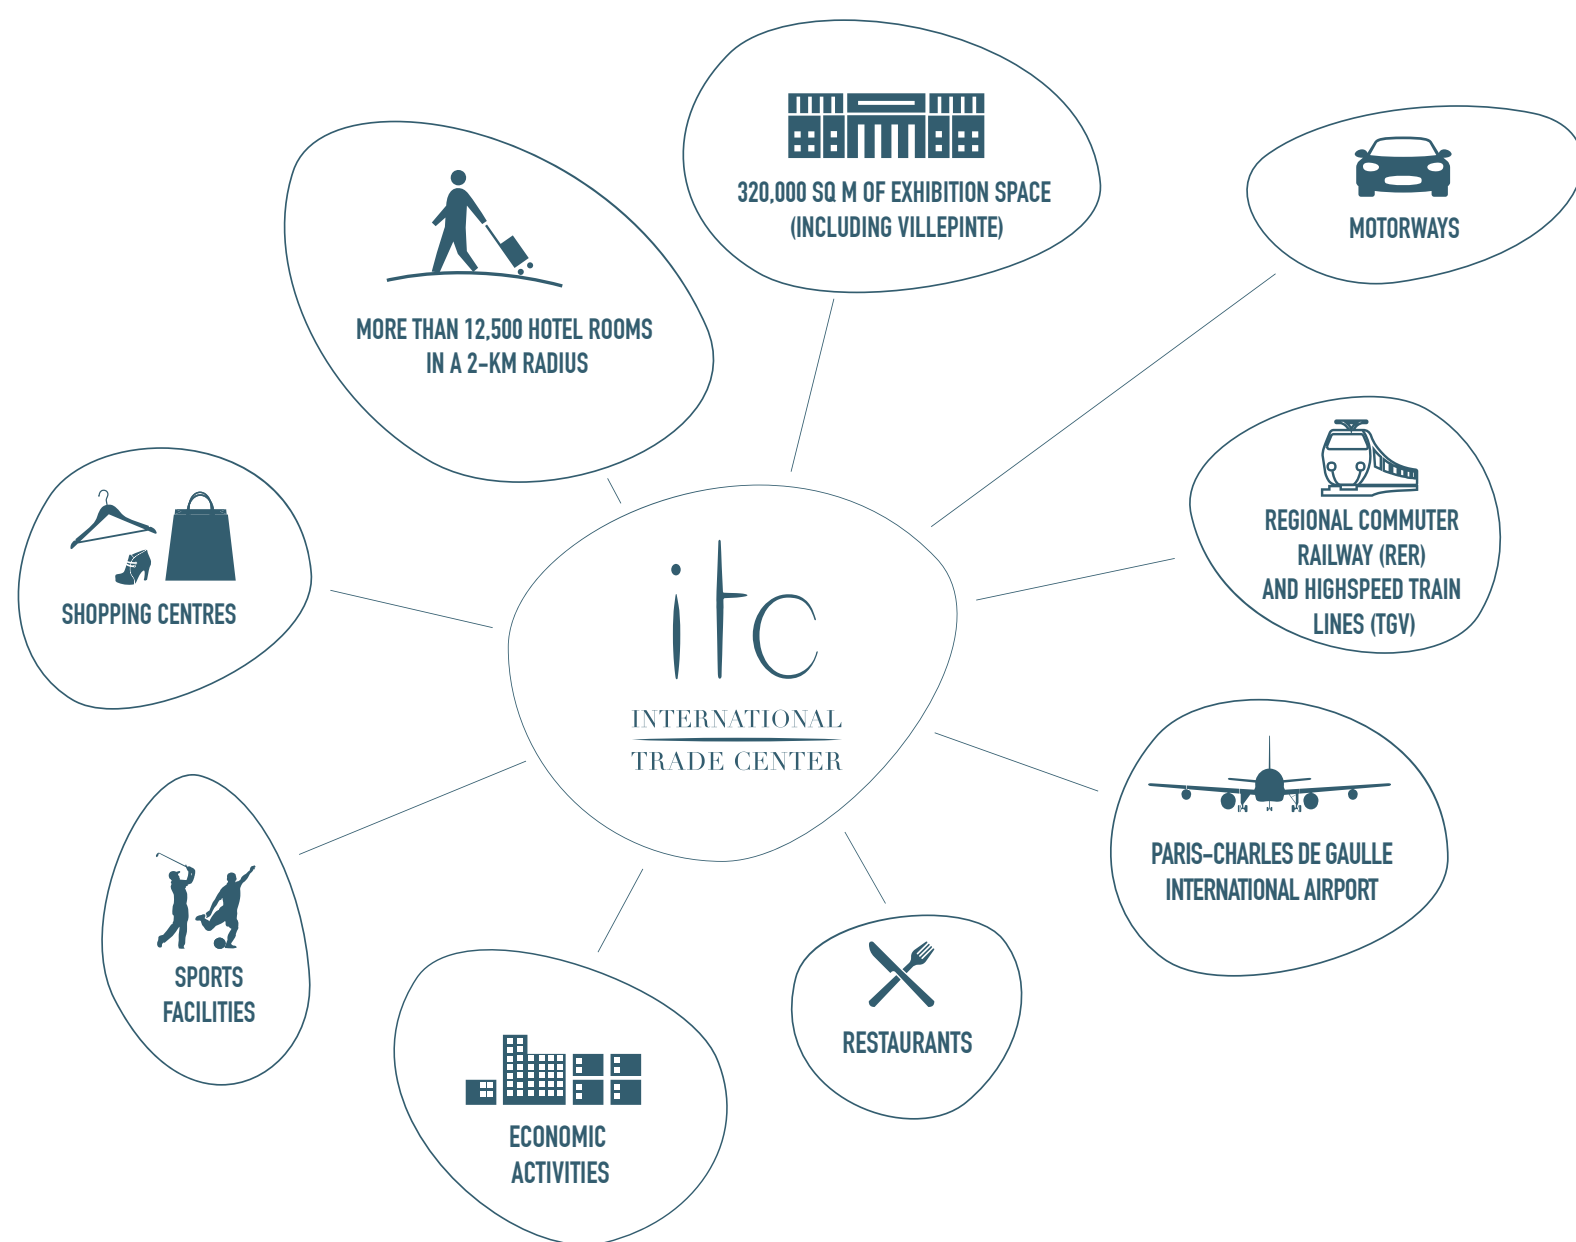 320,000 SQ M OF EXHIBITION SPACE
(INCLUDING VILLEPINTE)
MOTORWAYS
MORE THAN 12,500 HOTEL ROOMS
IN A 2-KM RADIUS
REGIONAL COMMUTER
RAILWAY (RER)
AND HIGHSPEED TRAIN
LINES (TGV)
SHOPPING CENTRES
itc
INTERNATIONAL
TRADE CENTER
PARIS-CHARLES DE GAULLE
INTERNATIONAL AIRPORT
SPORTS
FACILITIES
RESTAURANTS
ECONOMIC
ACTIVITIES